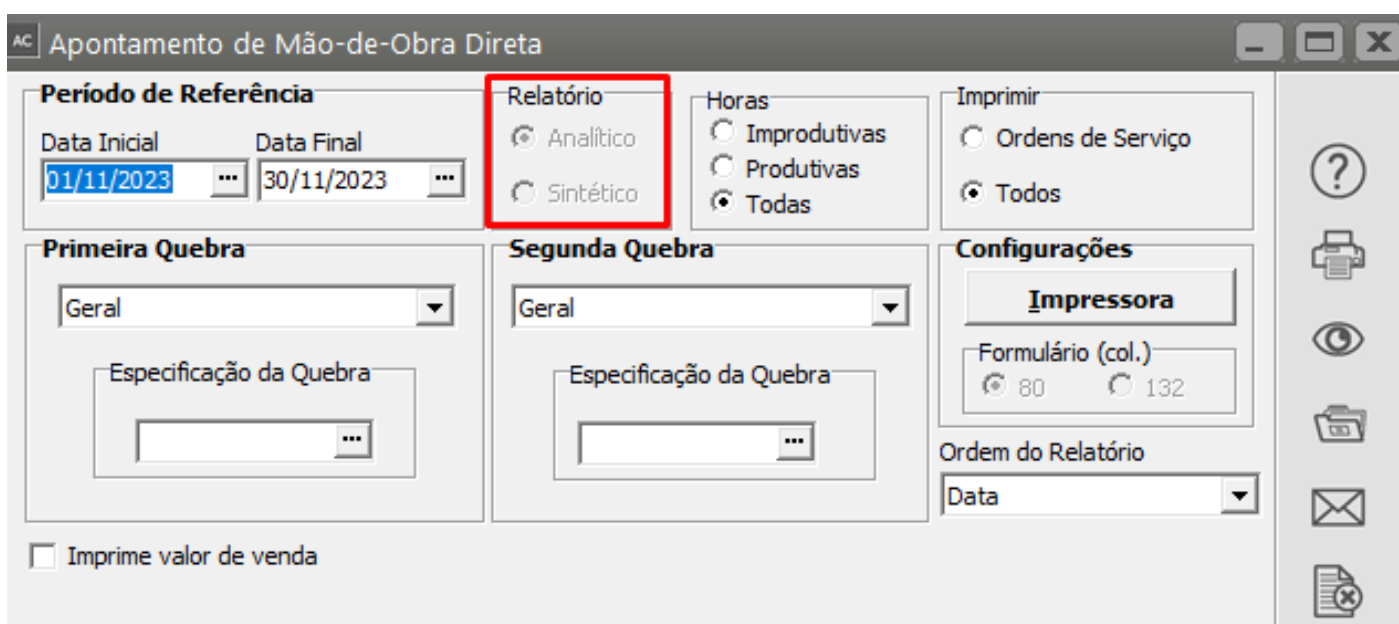 AC Apontamento de Mão-de-Obra Direta
Período de Referência
Data Inicial Data Final
01/11/2023 ... 30/11/2023 ...
Relatório
Analítico
Sintético
Horas
Improdutivas
Produtivas
Todas
Imprimir
Ordens de Serviço
Todos
Primeira Quebra
Geral
Especificação da Quebra
...
Segunda Quebra
Geral
Especificação da Quebra
...
Configurações
Impressora
Formulário (col.)
80 132
Ordem do Relatório
Data
Imprime valor de venda
?